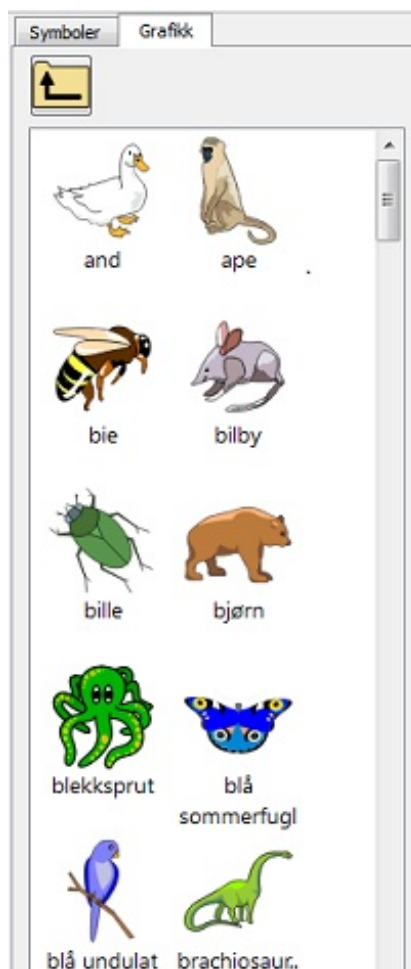 Symboler Grafikk
and ape
bie bilby
bille bjørn
blekksprut blå
sommerfugl
blå undulat brachiosaur..